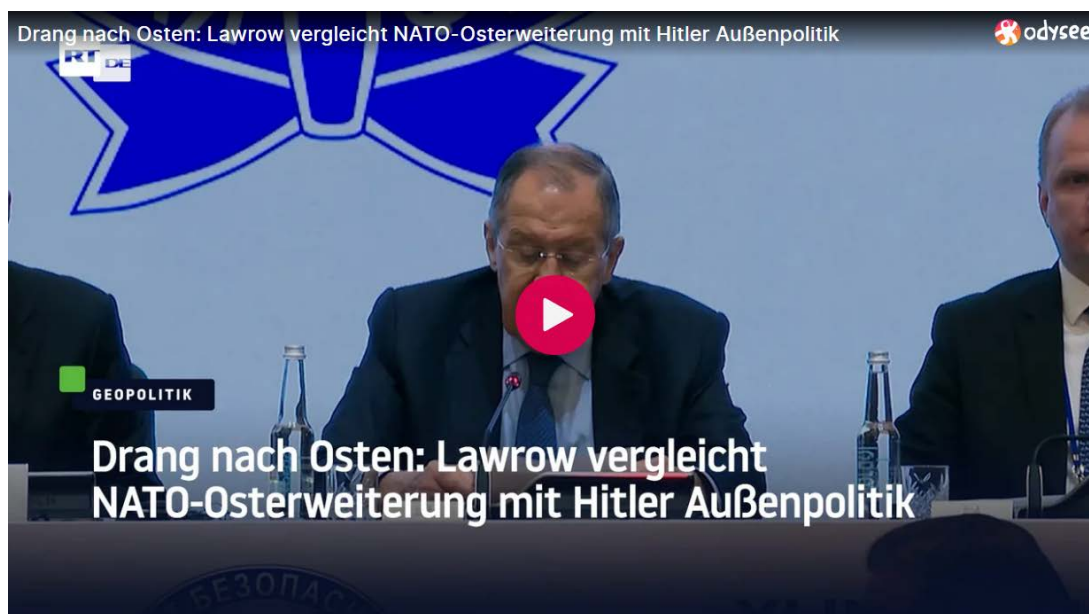 Drang nach Osten: Lawrow vergleicht NATO-Osterweiterung mit Hitler Außenpolitik
odysee
RT DE
GEOPOLITIK
Drang nach Osten: Lawrow vergleicht
NATO-Osterweiterung mit Hitler Außenpolitik
БЕЗОПАС